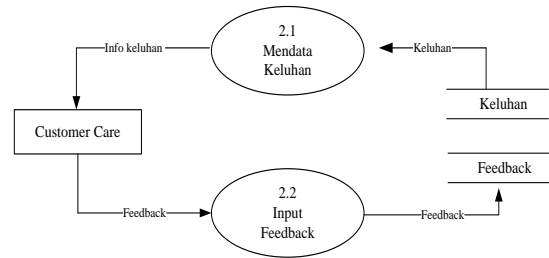 2.1
Mendata
Keluhan
Info keluhan
Keluhan
Keluhan
Customer Care
Feedback
2.2
Input
Feedback
Feedback
Feedback